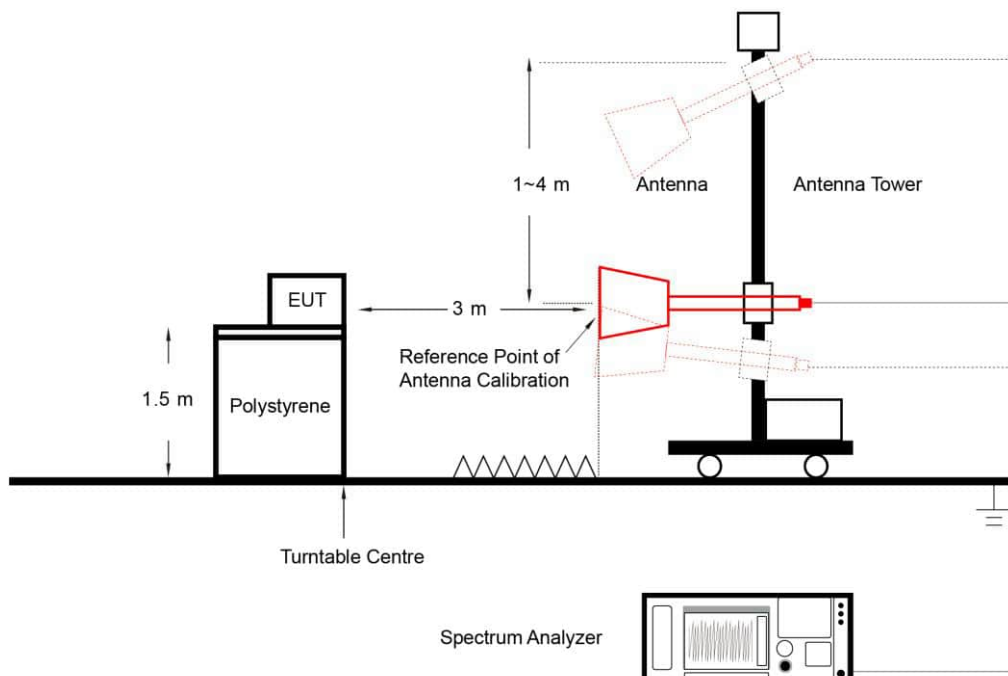 1~4 m
Antenna
Antenna Tower
EUT
3 m
Reference Point of
Antenna Calibration
1.5 m
Polystyrene
Turntable Centre
Spectrum Analyzer